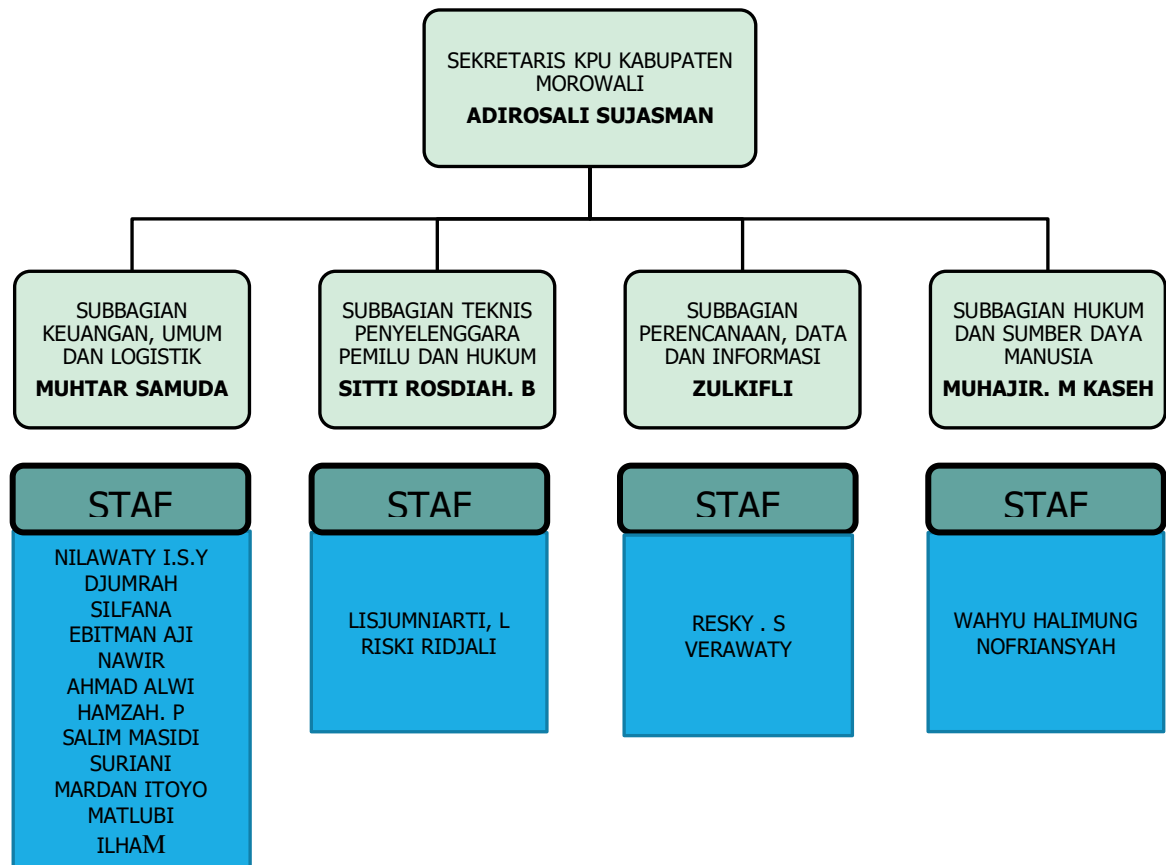 SEKRETARIS KPU KABUPATEN
MOROWALI
ADIROSALI SUJASMAN
SUBBAGIAN
KEUANGAN, UMUM
DAN LOGISTIK
MUHTAR SAMUDA
SUBBAGIAN TEKNIS
PENYELENGGARA
PEMILU DAN HUKUM
SITTI ROSDIAH. B
SUBBAGIAN
PERENCANAAN, DATA
DAN INFORMASI
ZULKIFLI
SUBBAGIAN HUKUM
DAN SUMBER DAYA
MANUSIA
MUHAJIR. M KASEH
STAF
NILAWATY I.S.Y
DJUMRAH
SILFANA
EBITMAN AJI
NAWIR
AHMAD ALWI
HAMZAH. P
SALIM MASIDI
SURIANI
MARDAN ITOYO
MATLUBI
ILHAM
STAF
LISJUMNIARTI, L
RISKI RIDJALI
STAF
RESKY . S
VERAWATY
STAF
WAHYU HALIMUNG
NOFRIANSYAH